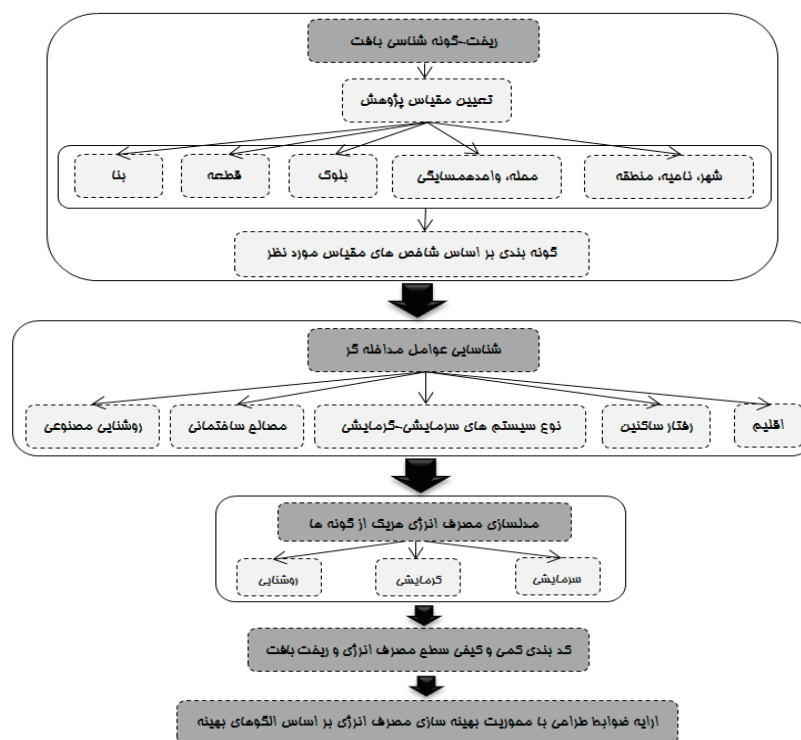 ریخت-گونه شناسی بافت
تعیین مقیاس پژوهش
شهر، ناحیه، منطقه
محله، واحدهمسایگی
بلوک
قطعه
بنا
گونه بندی بر اساس شاخص های مقیاس مورد نظر
شناسایی عوامل مداخله گر
اقلیم
رفتار ساکنین
نوع سیستم های سرمایشی-گرمایشی
مصالح ساختمانی
روشنایی مصنوعی
مدلسازی مصرف انرژی هریک از گونه ها
سرمایشی
گرمایشی
روشنایی
کد بندی کمی و کیفی سطح مصرف انرژی و ریخت بافت
ارایه ضوابط طراحی با محوریت بهینه سازی مصرف انرژی بر اساس الگوهای بهینه